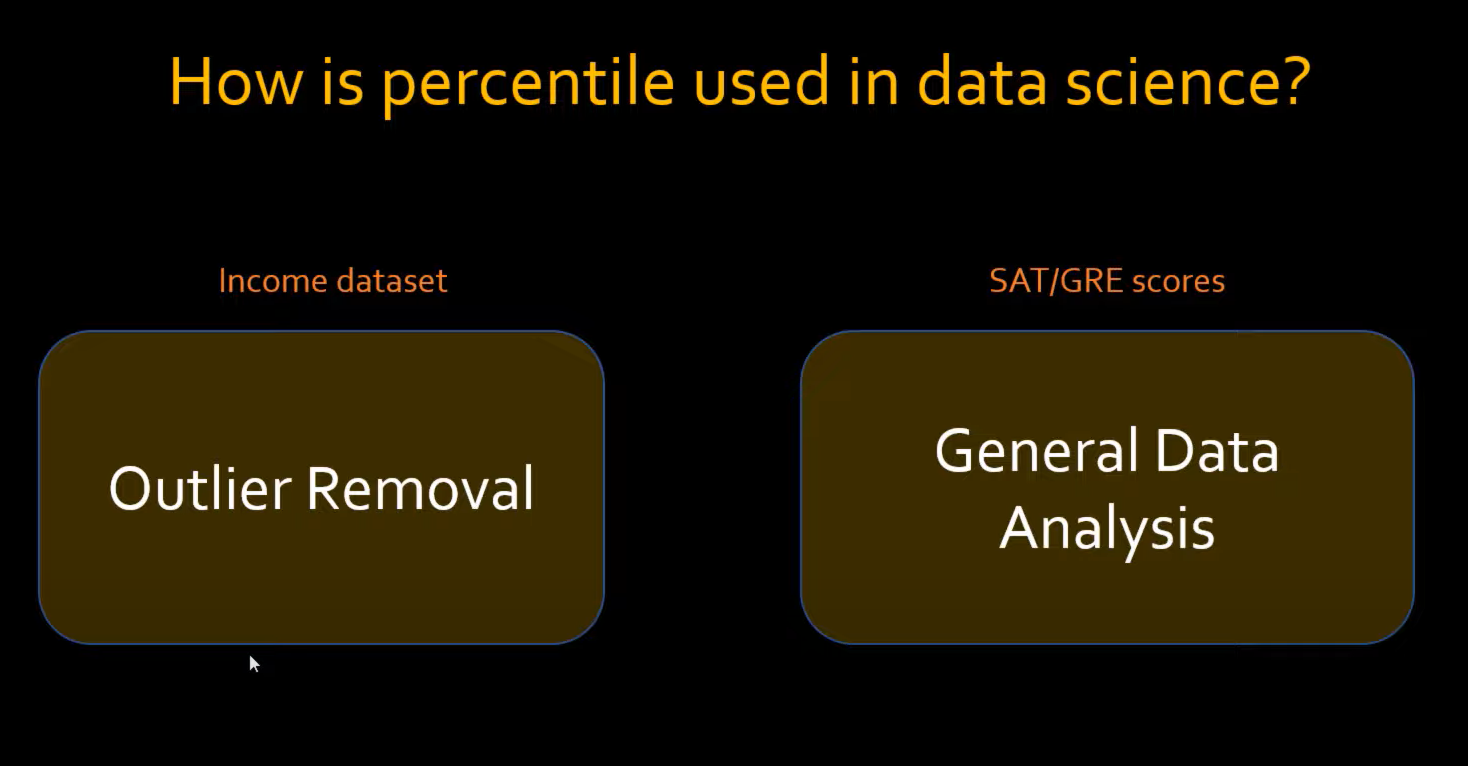 How is percentile used in data science?
Income dataset
Outlier Removal
SAT/GRE scores
General Data
Analysis